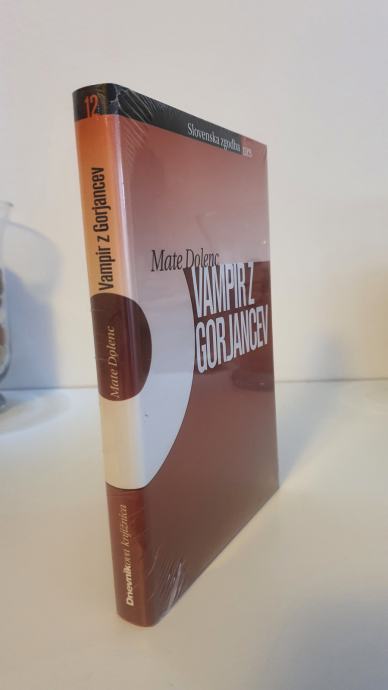 12
Vampir z Gorjancev
Mate Dolenc
Dnevnikova knjižnica
Slovenska zgodba
Mate Dolenc
VAMPIR Z
GORJANCEV